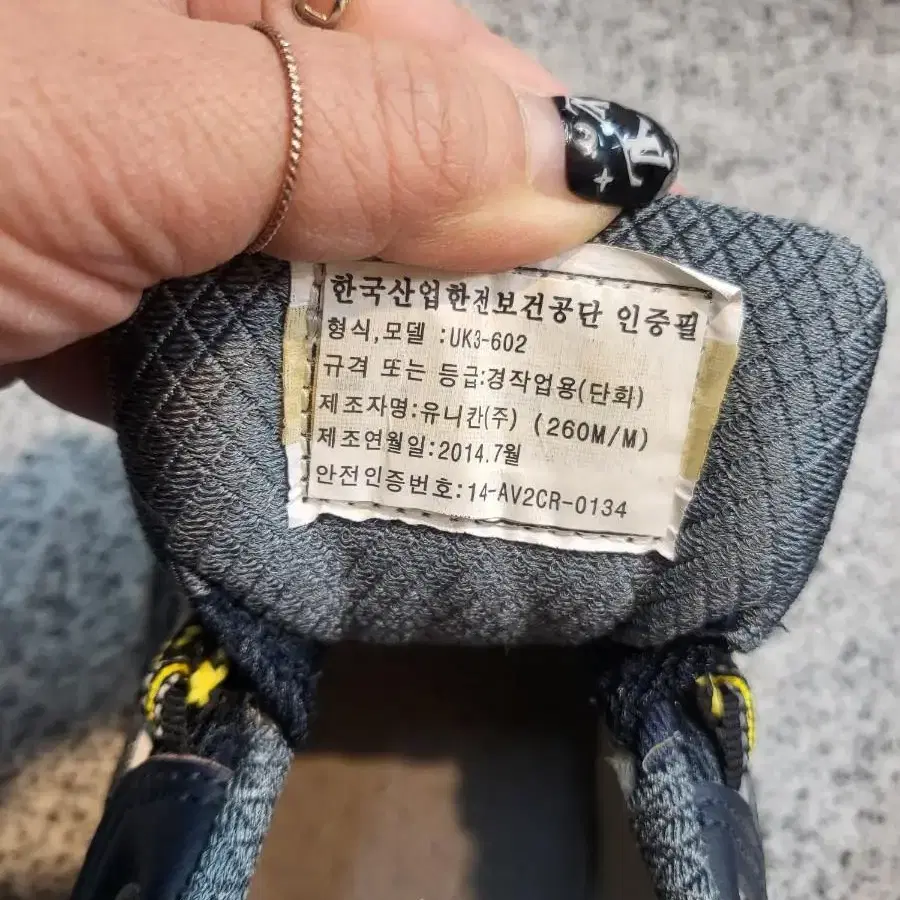 한국산업안전보건공단 인증필
형식,모델 :UK3-602
규격 또는 등급:경작업용(단화)
제조자명:유니칸(주) (260M/M)
제조연월일:2014.7월
안전인증번호:14-AV2CR-0134